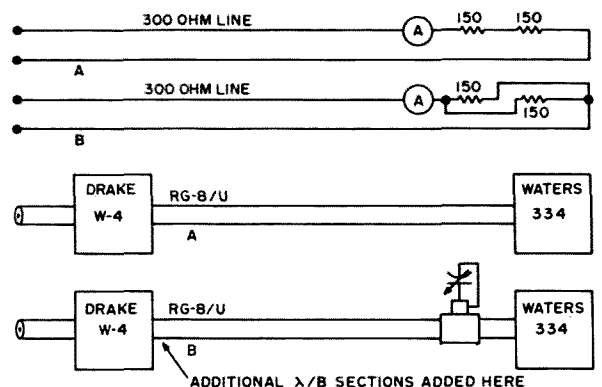 300 OHM LINE A 150 150
A
300 OHM LINE A 150
150
B
DRAKE W-4
RG-8/U
A
WATERS 334
DRAKE W-4
RG-8/U
B
WATERS 334
ADDITIONAL λ/B SECTIONS ADDED HERE